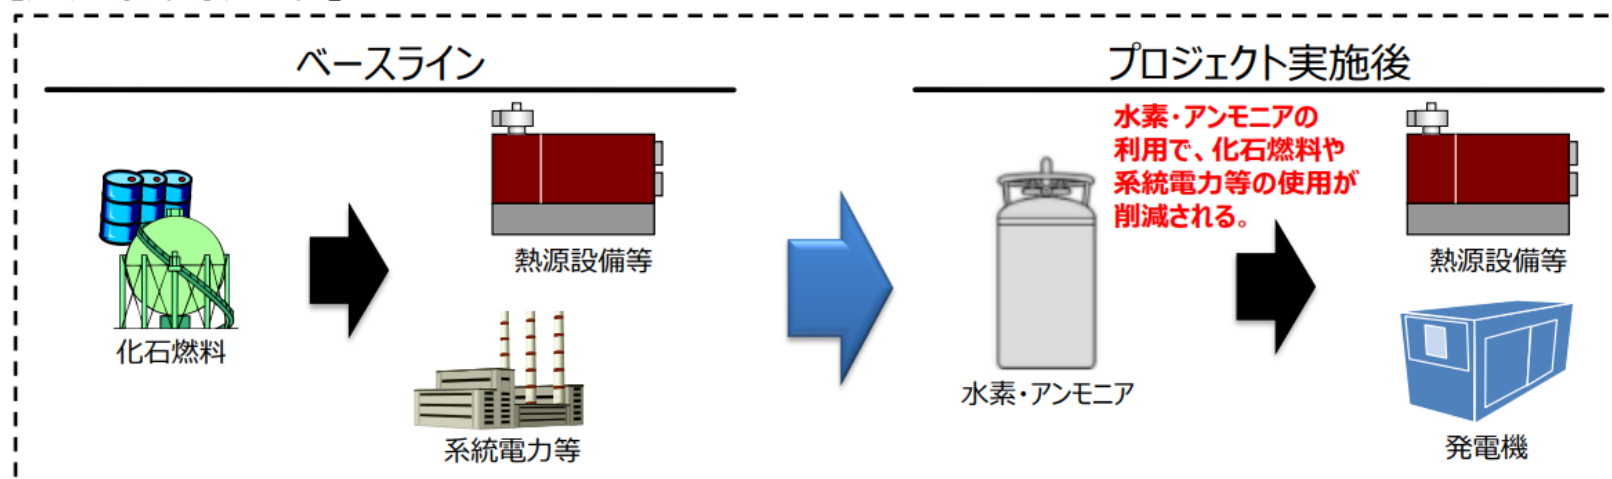 ベースライン
プロジェクト実施後
水素・アンモニアの
利用で、化石燃料や
系統電力等の使用が
削減される。
熱源設備等
化石燃料
系統電力等
水素・アンモニア
熱源設備等
発電機